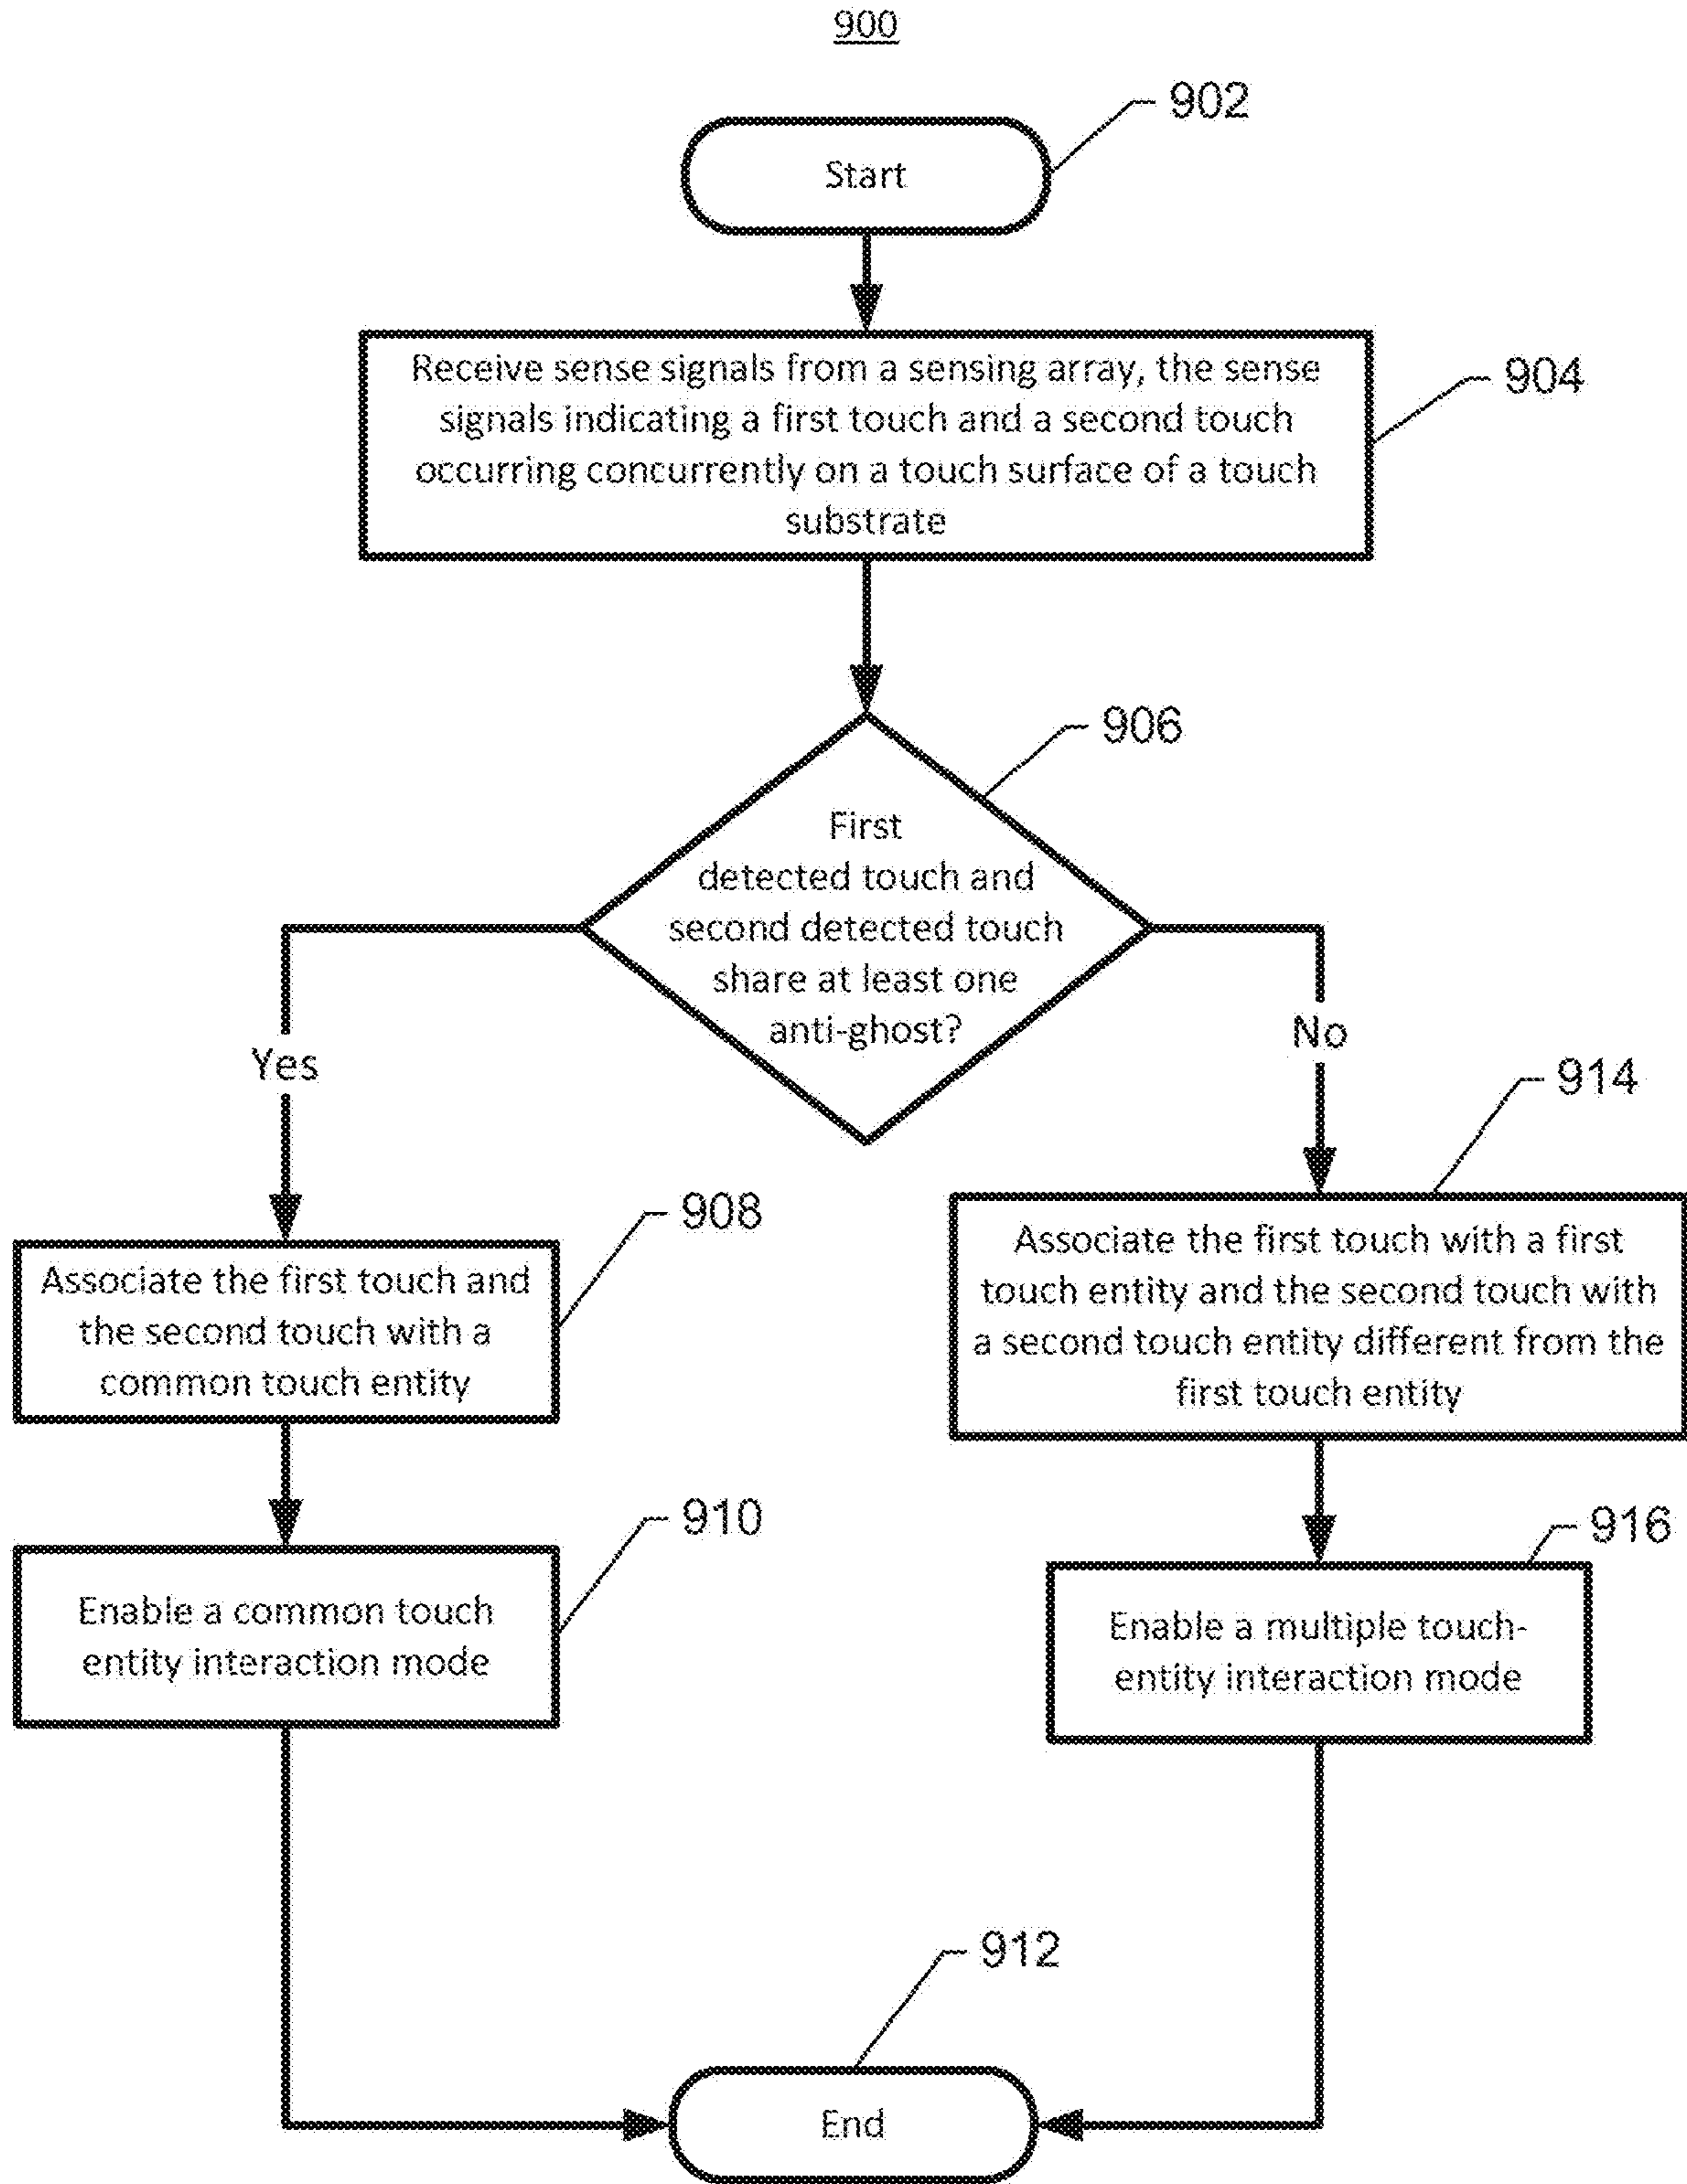 900
902
Start
Receive sense signals from a sensing array, the sense
signals indicating a first touch and a second touch
occurring concurrently on a touch surface of a touch
substrate
904
906
First
detected touch and
second detected touch
share at least one
anti-ghost?
Yes
No
908
Associate the first touch and
the second touch with a
common touch entity
914
Associate the first touch with a first
touch entity and the second touch with
a second touch entity different from the
first touch entity
910
Enable a common touch
entity interaction mode
916
Enable a multiple touch-
entity interaction mode
912
End